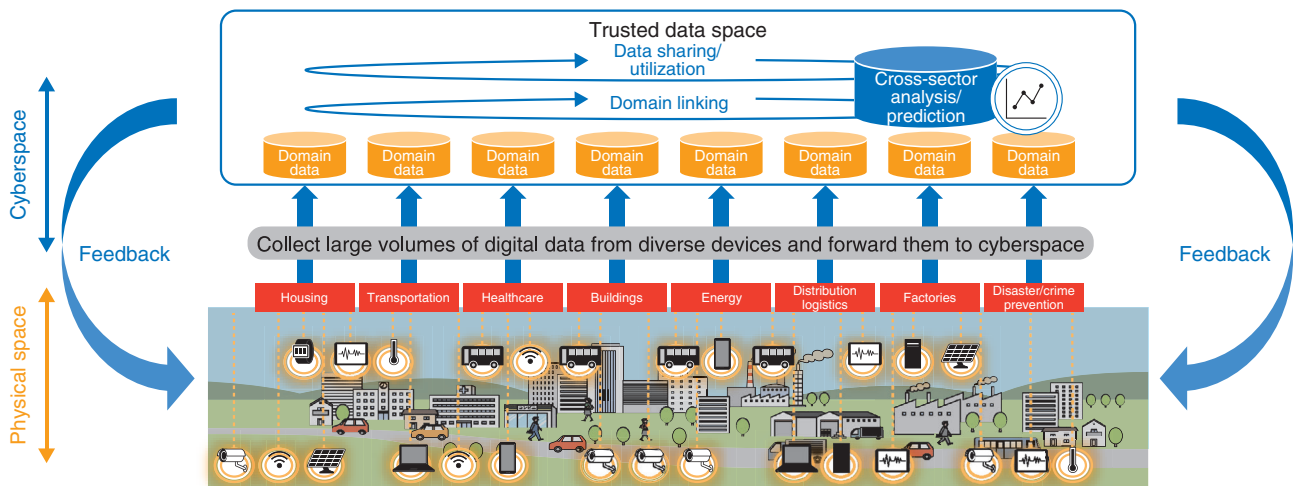 Trusted data space
Data sharing/
utilization
Domain linking
Cross-sector
analysis/
prediction
Domain
data
Domain
data
Domain
data
Domain
data
Domain
data
Domain
data
Domain
data
Domain
data
Cyberspace
Feedback
Feedback
Collect large volumes of digital data from diverse devices and forward them to cyberspace
Physical space
Housing
Transportation
Healthcare
Buildings
Energy
Distribution
logistics
Factories
Disaster/crime
prevention